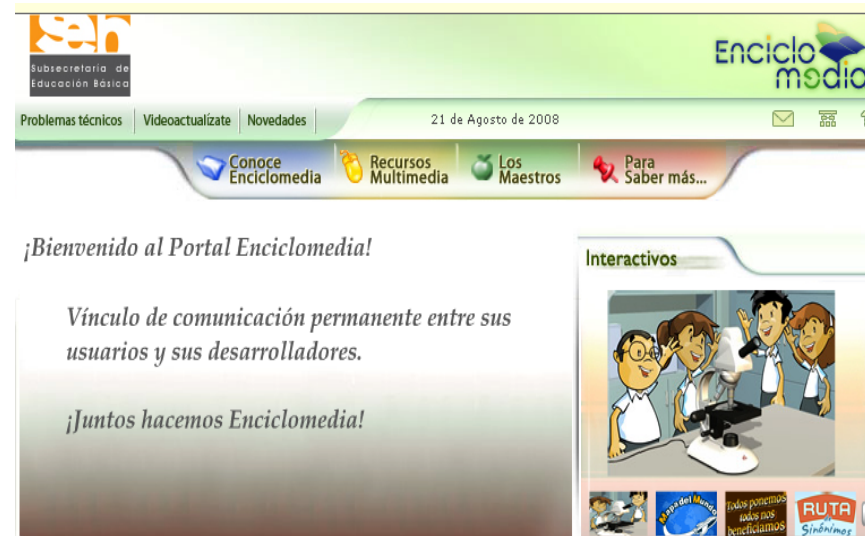 Subsecretaría de
Educación Básica
Enciclo
media
Problemas técnicos Videoactualízate Novedades 21 de Agosto de 2008
Conoce Enciclomedia
Recursos Multimedia
Los Maestros
Para Saber más...
¡Bienvenido al Portal Enciclomedia!
Vínculo de comunicación permanente entre sus
usuarios y sus desarrolladores.
¡Juntos hacemos Enciclomedia!
Interactivos
Mapa del Mundo
Todos ponemos
todos nos
beneficiamos
RUTA
de
Sinónimos